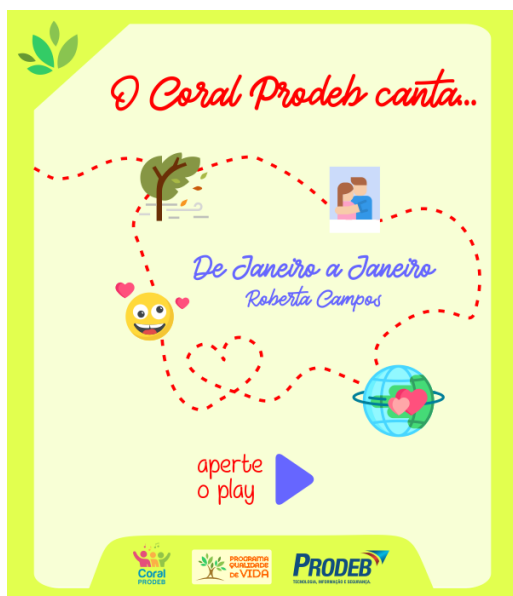 O Coral Prodeb canta...
De Janeiro a Janeiro
Roberta Campos
aperte
o play
Coral
PRODEB
PROGRAMA
QUALIDADE
DE VIDA
PRODEB
TECNOLOGIA, INFORMAÇÃO E SEGURANÇA.